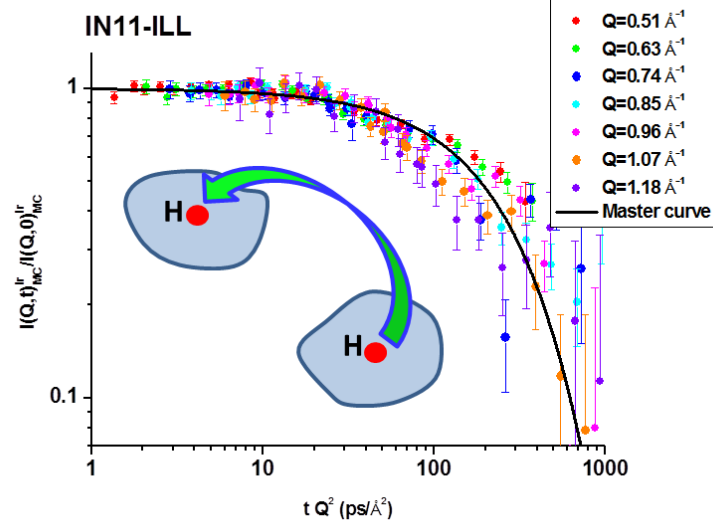 IN11-ILL
Q=0.51 Å⁻¹
Q=0.63 Å⁻¹
Q=0.74 Å⁻¹
Q=0.85 Å⁻¹
Q=0.96 Å⁻¹
Q=1.07 Å⁻¹
Q=1.18 Å⁻¹
Master curve
I(Q,t)ᴵʳMC/I(Q,0)ᴵʳMC
1
0.1
H
H
1
10
100
1000
t Q² (ps/Å²)